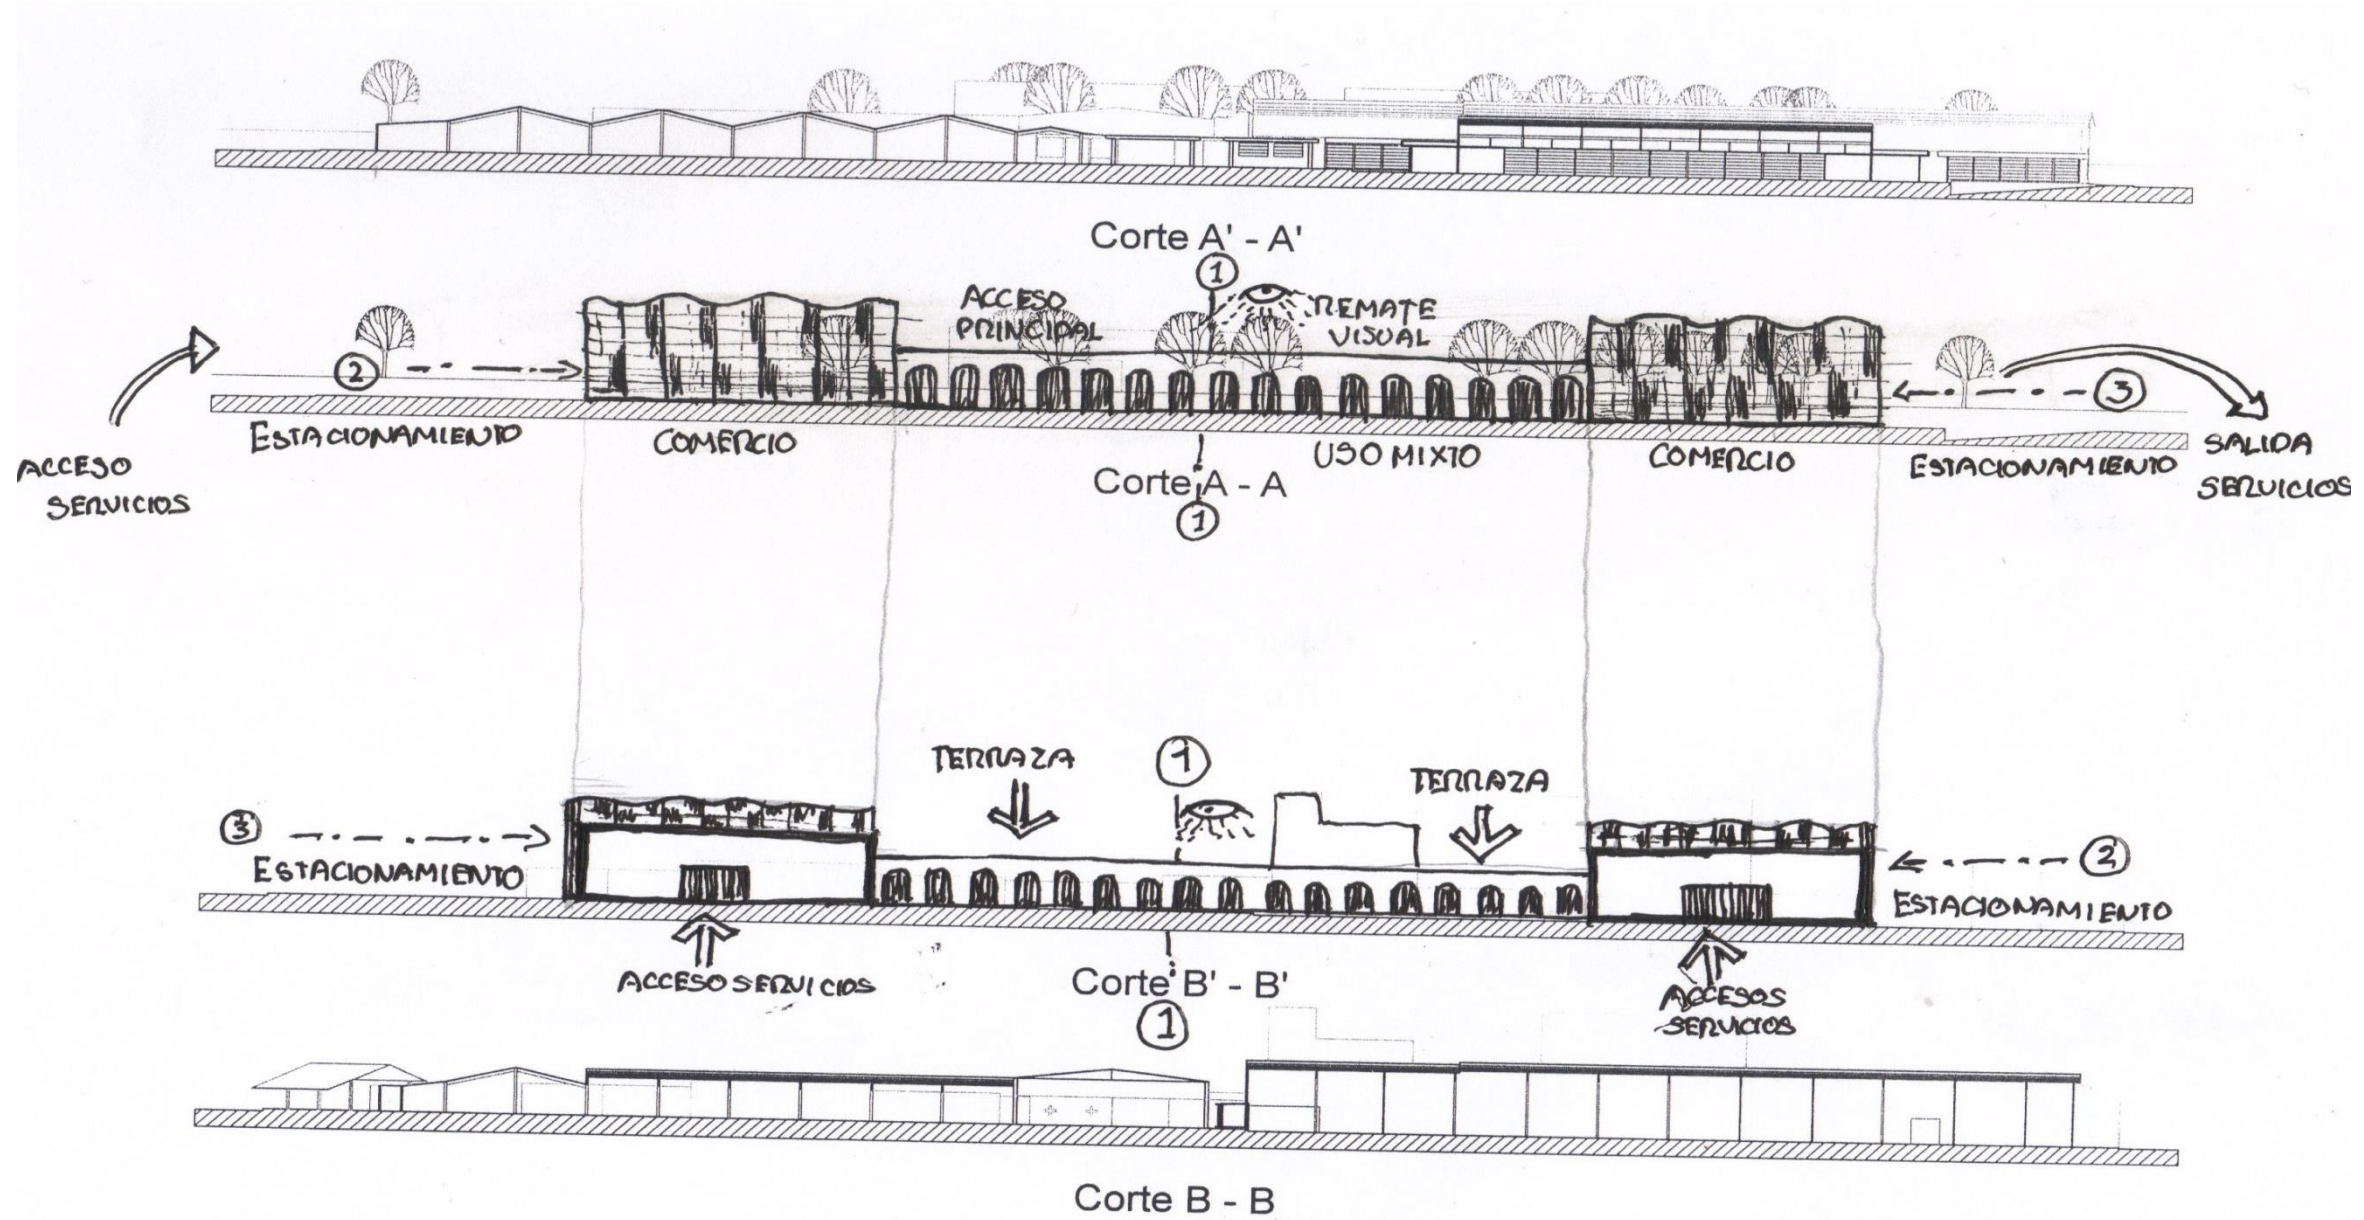 Corte A' - A'
1
ACCESO
PRINCIPAL
REMATE
VISUAL
2
3
ESTACIONAMIENTO
COMERCIO
USO MIXTO
COMERCIO
ESTACIONAMIENTO
SALIDA
SERVICIOS
ACCESO
SERVICIOS
Corte A - A
1
TERRAZA
1
TERRAZA
3
ESTACIONAMIENTO
2
ESTACIONAMIENTO
ACCESO SERVICIOS
Corte B' - B'
1
ACCESOS
SERVICIOS
Corte B - B